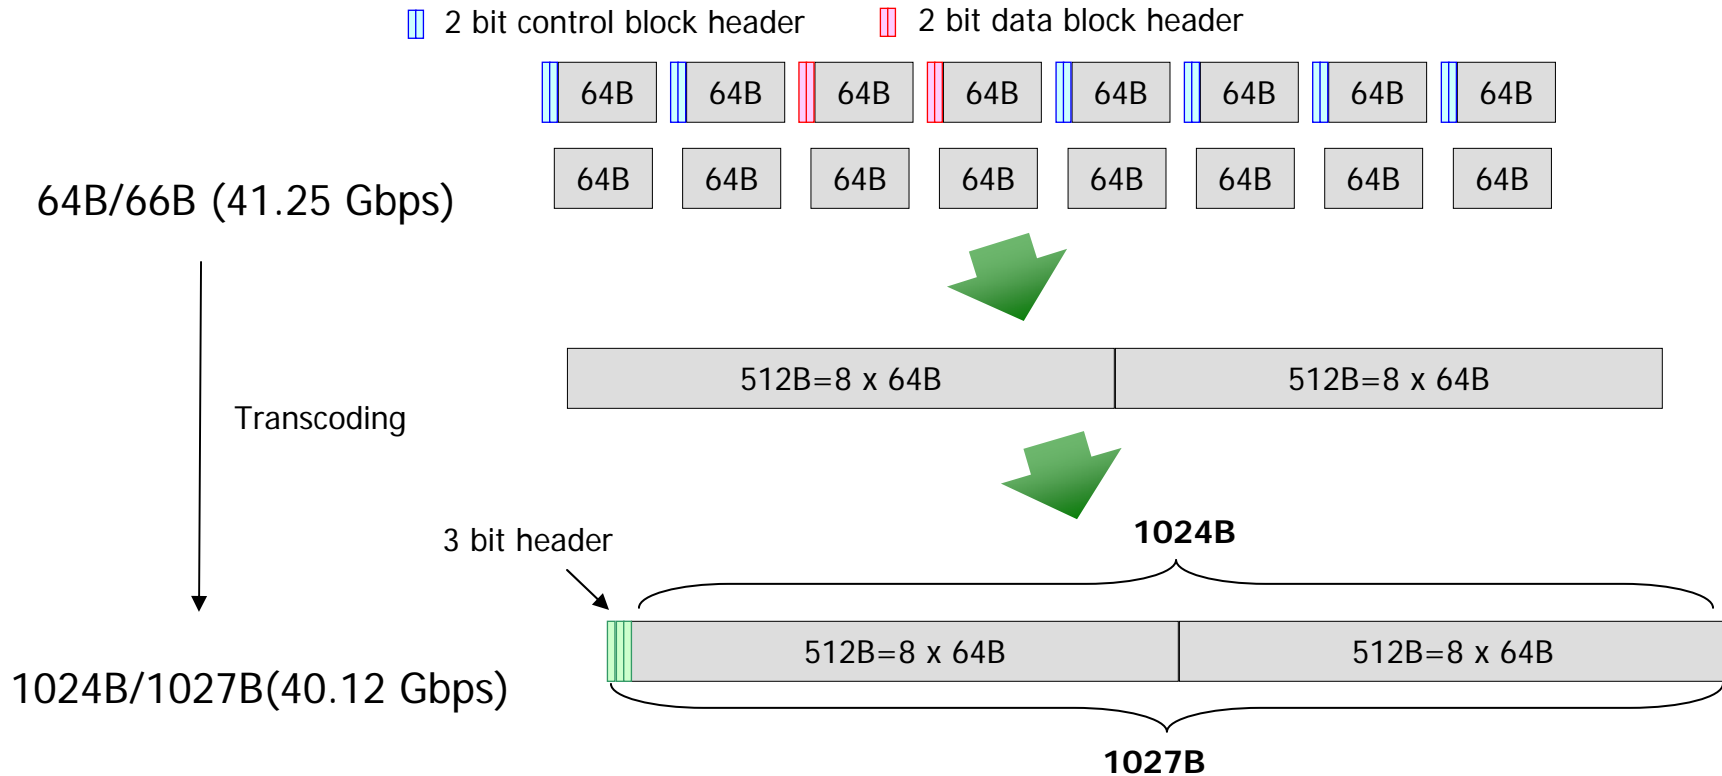 2 bit control block header 2 bit data block header
64B 64B 64B 64B 64B 64B 64B 64B
64B 64B 64B 64B 64B 64B 64B 64B
64B/66B (41.25 Gbps)
512B=8 x 64B 512B=8 x 64B
Transcoding
3 bit header
1024B
512B=8 x 64B 512B=8 x 64B
1024B/1027B(40.12 Gbps)
1027B